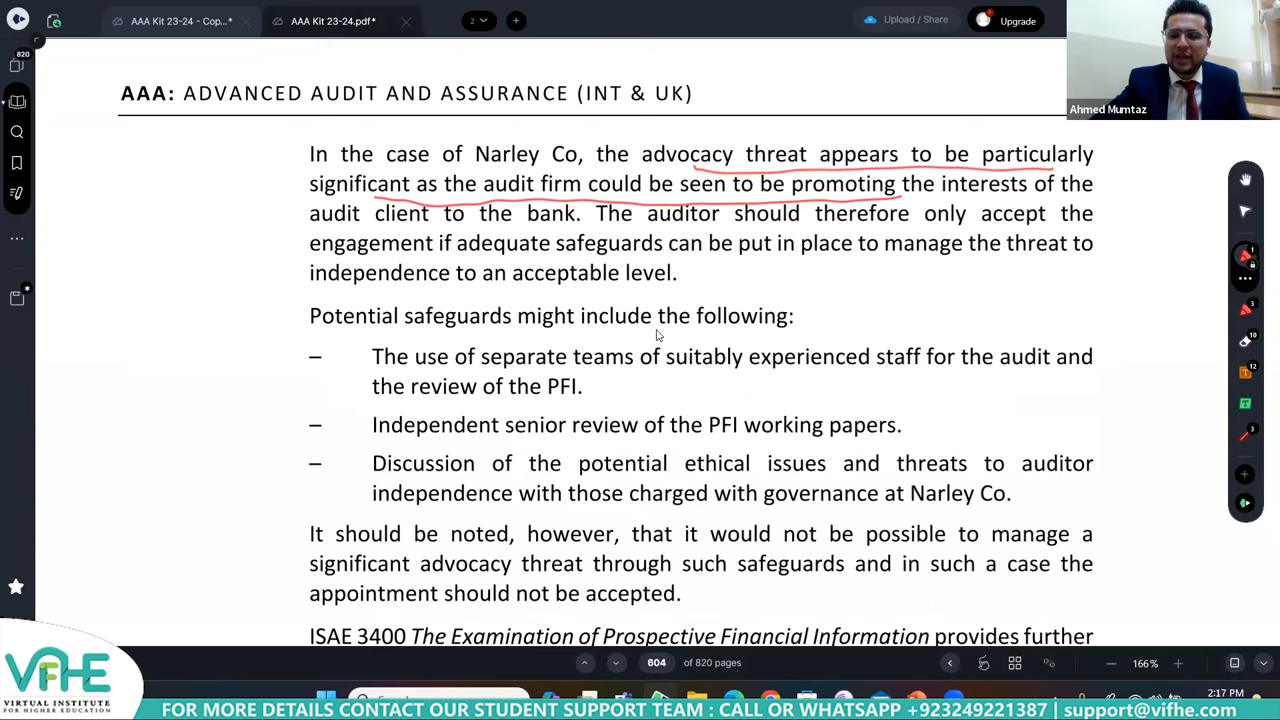 AAA Kit 23-24 - Cop...*
AAA Kit 23-24.pdf*
2
Upload / Share
Upgrade
820
Ahmed Mumtaz
AAA: ADVANCED AUDIT AND ASSURANCE (INT & UK)
In the case of Narley Co, the advocacy threat appears to be particularly
significant as the audit firm could be seen to be promoting the interests of the
audit client to the bank. The auditor should therefore only accept the
engagement if adequate safeguards can be put in place to manage the threat to
independence to an acceptable level.
Potential safeguards might include the following:
– The use of separate teams of suitably experienced staff for the audit and
the review of the PFI.
– Independent senior review of the PFI working papers.
– Discussion of the potential ethical issues and threats to auditor
independence with those charged with governance at Narley Co.
It should be noted, however, that it would not be possible to manage a
significant advocacy threat through such safeguards and in such a case the
appointment should not be accepted.
ISAE 3400 The Examination of Prospective Financial Information provides further
1
3
10
12
3
604 of 820 pages
166%
2:17 PM
VIFHE
VIRTUAL INSTITUTE
FOR HIGHER EDUCATION
FOR MORE DETAILS CONTACT OUR STUDENT SUPPORT TEAM : CALL OR WHATSAPP +923249221387 | support@vifhe.com